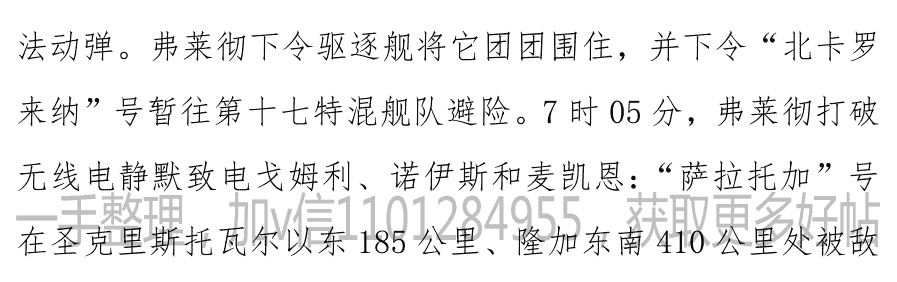 法动弹。弗莱彻下令驱逐舰将它团团围住，并下令“北卡罗
来纳”号暂往第十七特混舰队避险。7 时 05 分，弗莱彻打破
无线电静默致电戈姆利、诺伊斯和麦凯恩：“萨拉托加”号
一手整理，加v信1101284955，获取更多好帖
在圣克里斯托瓦尔以东 185 公里、隆加东南 410 公里处被敌